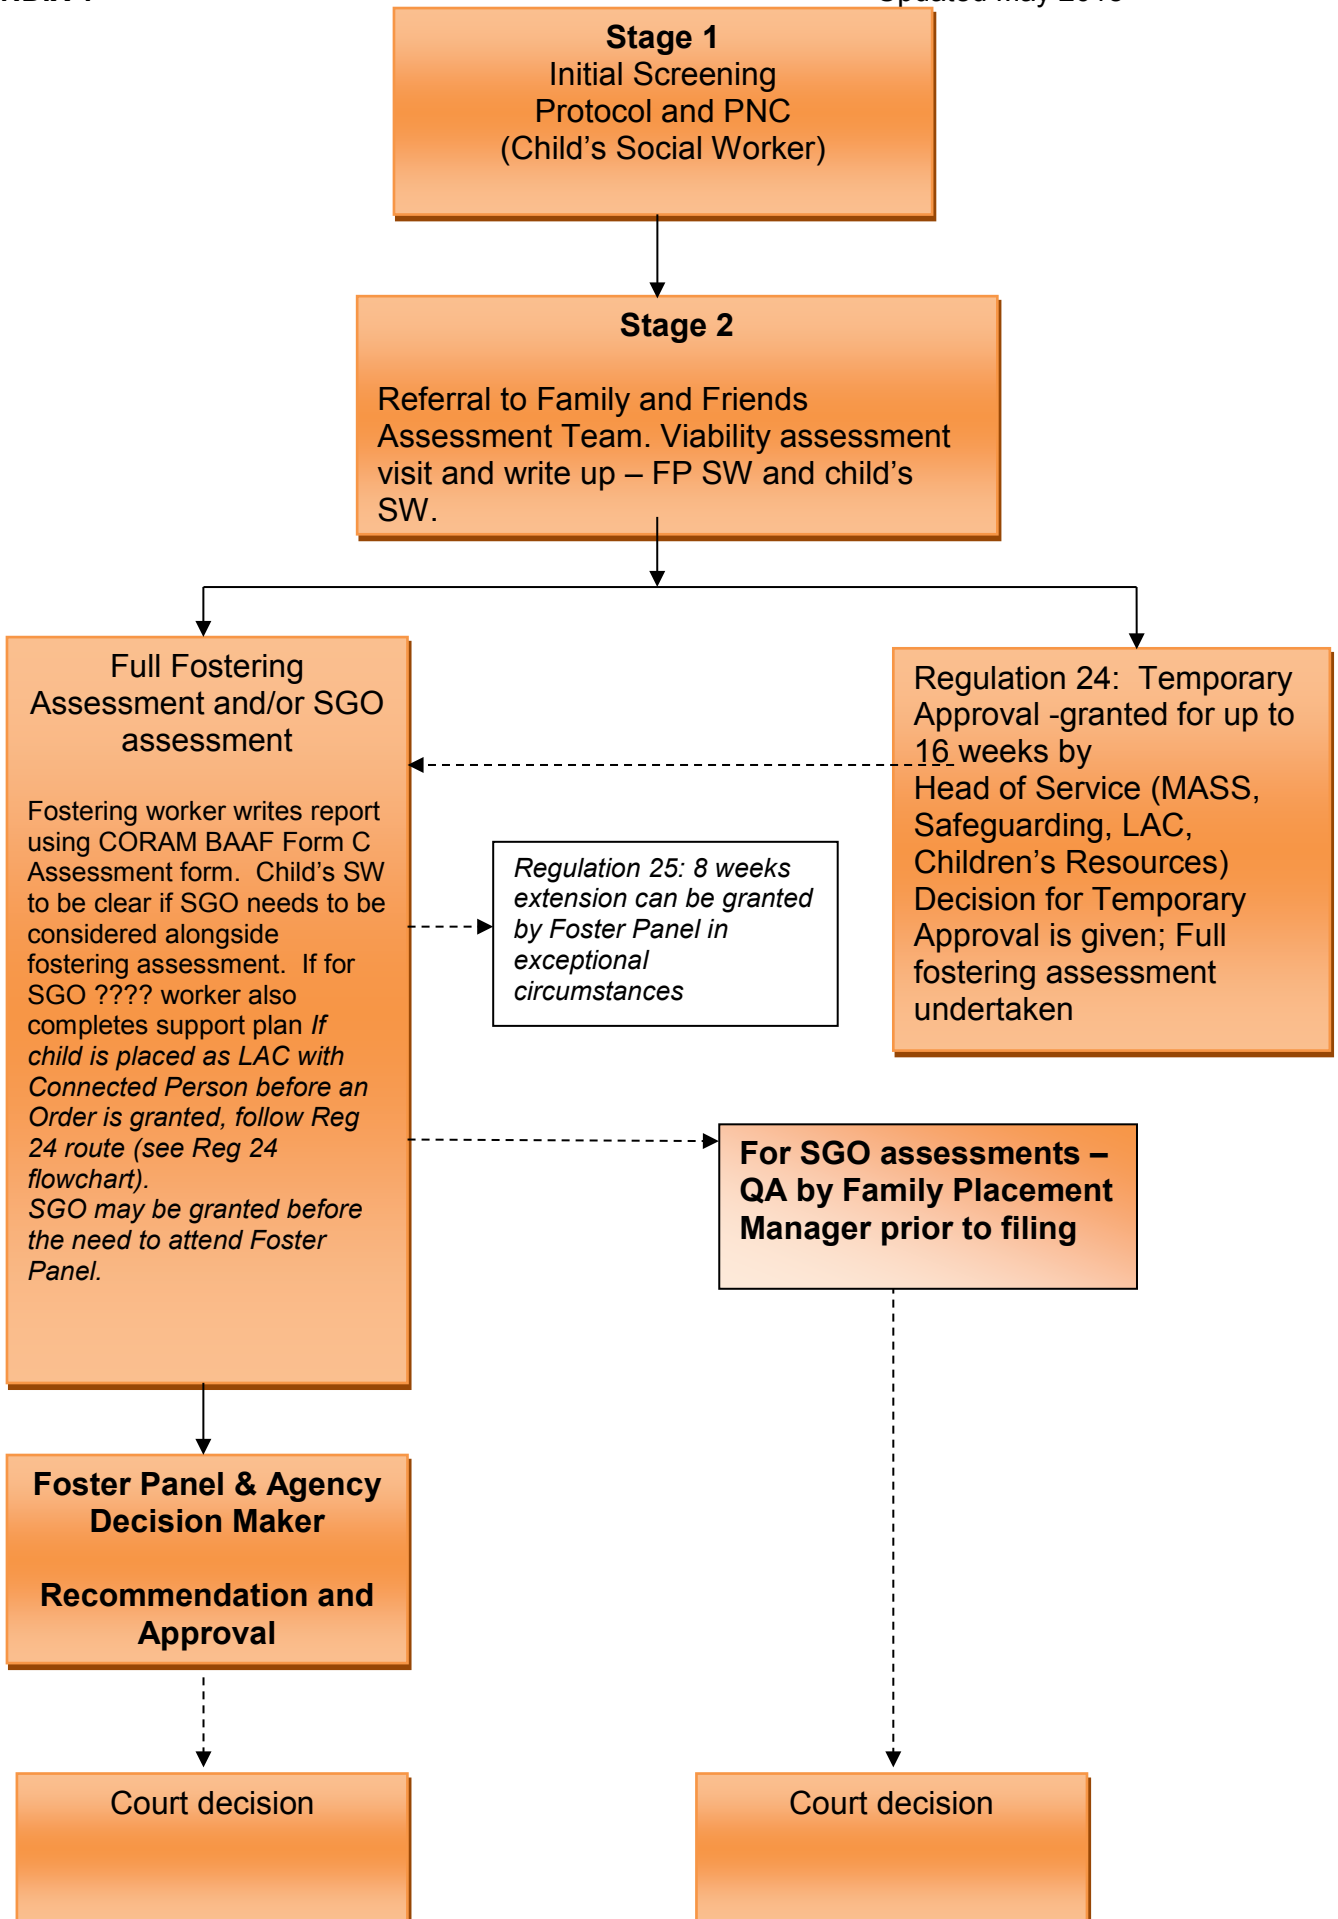 Stage 1
Initial Screening
Protocol and PNC
(Child's Social Worker)
Stage 2
Referral to Family and Friends
Assessment Team. Viability assessment
visit and write up – FP SW and child's
SW.
Full Fostering
Assessment and/or SGO
assessment
Fostering worker writes report
using CORAM BAAF Form C
Assessment form.  Child's SW
to be clear if SGO needs to be
considered alongside
fostering assessment.  If for
SGO ???? worker also
completes support plan If
child is placed as LAC with
Connected Person before an
Order is granted, follow Reg
24 route (see Reg 24
flowchart).
SGO may be granted before
the need to attend Foster
Panel.
Regulation 24:  Temporary
Approval -granted for up to
16 weeks by
Head of Service (MASS,
Safeguarding, LAC,
Children's Resources)
Decision for Temporary
Approval is given; Full
fostering assessment
undertaken
Regulation 25: 8 weeks
extension can be granted
by Foster Panel in
exceptional
circumstances
For SGO assessments –
QA by Family Placement
Manager prior to filing
Foster Panel & Agency
Decision Maker
Recommendation and
Approval
Court decision
Court decision